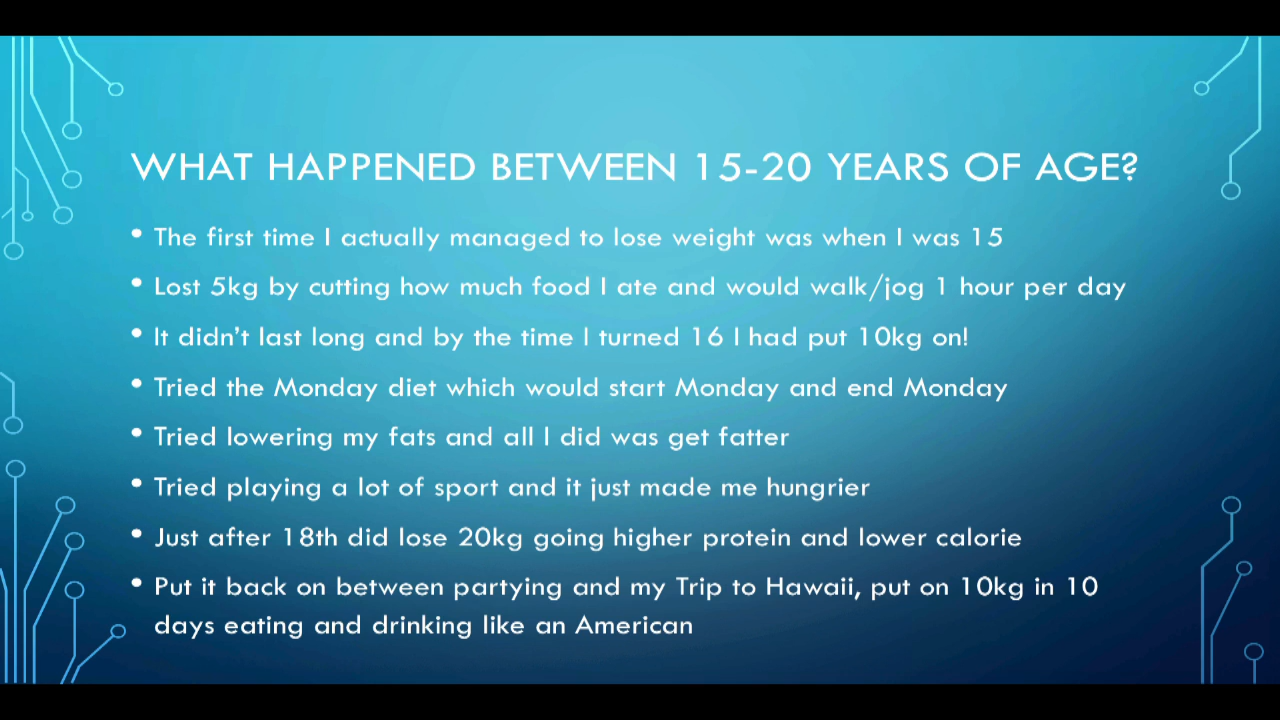 WHAT HAPPENED BETWEEN 15-20 YEARS OF AGE?
• The first time I actually managed to lose weight was when I was 15
• Lost 5kg by cutting how much food I ate and would walk/jog 1 hour per day
• It didn't last long and by the time I turned 16 I had put 10kg on!
• Tried the Monday diet which would start Monday and end Monday
• Tried lowering my fats and all I did was get fatter
• Tried playing a lot of sport and it just made me hungrier
• Just after 18th did lose 20kg going higher protein and lower calorie
• Put it back on between partying and my Trip to Hawaii, put on 10kg in 10
days eating and drinking like an American